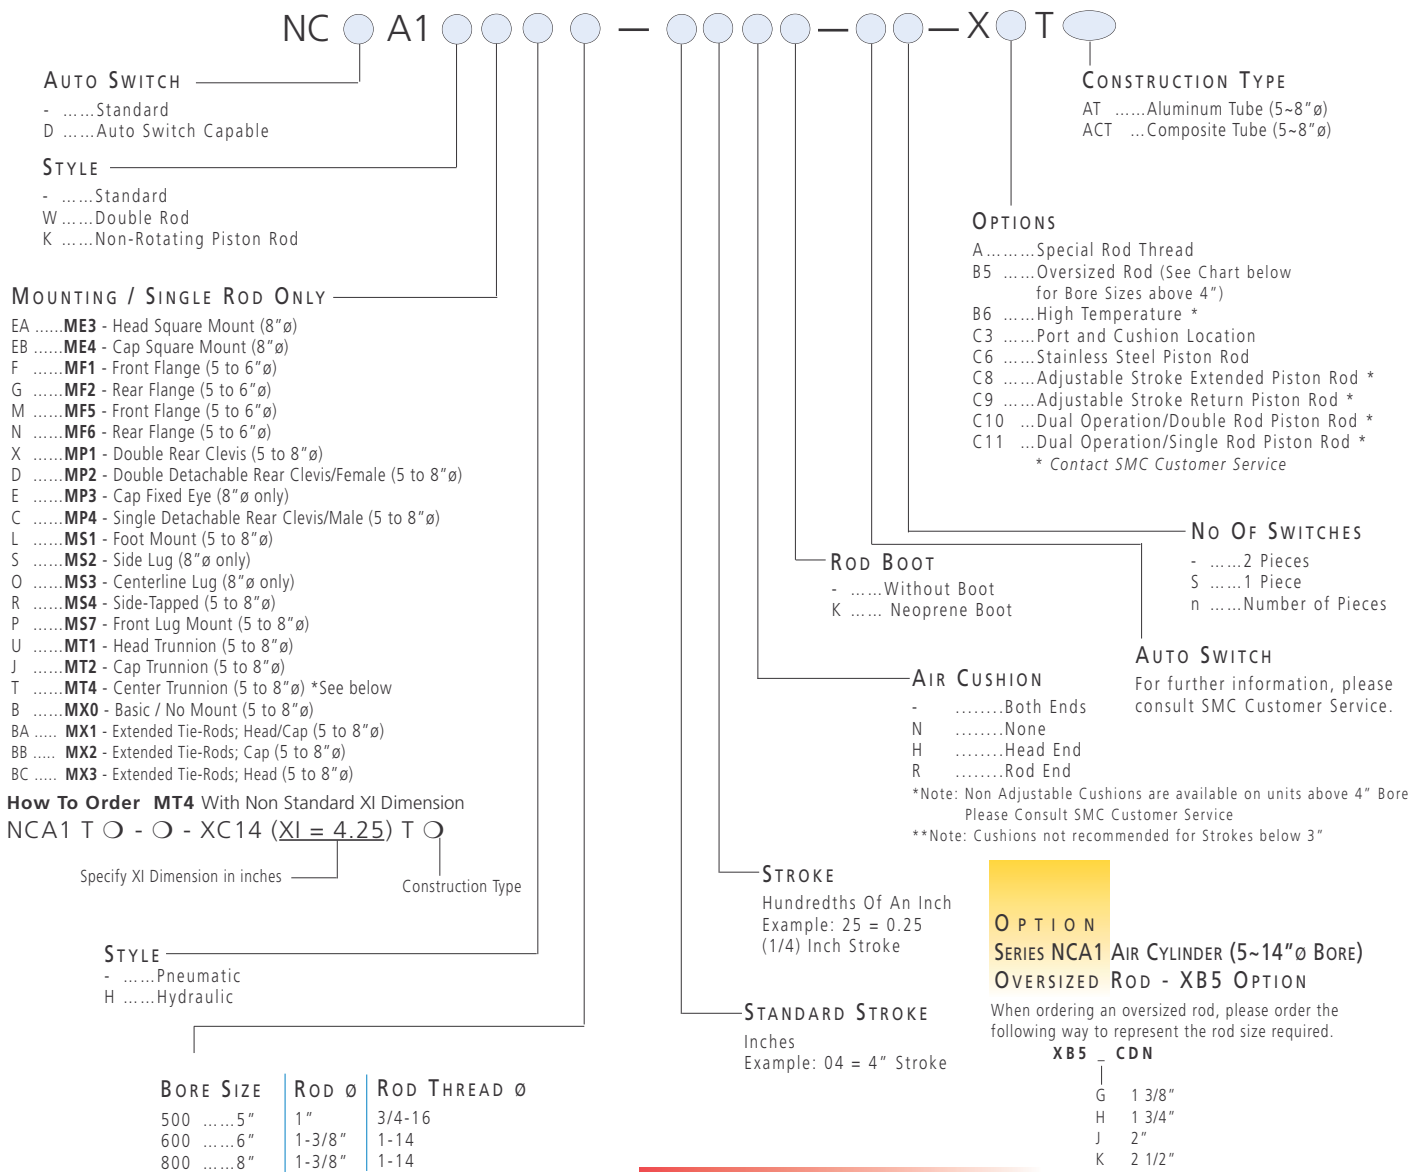 NC A1 — — — X T
AUTO SWITCH
- ......Standard
D ......Auto Switch Capable
STYLE
- ......Standard
W ......Double Rod
K ......Non-Rotating Piston Rod
MOUNTING / SINGLE ROD ONLY
EA ......ME3 - Head Square Mount (8"ø)
EB ......ME4 - Cap Square Mount (8"ø)
F ......MF1 - Front Flange (5 to 6"ø)
G ......MF2 - Rear Flange (5 to 6"ø)
M ......MF5 - Front Flange (5 to 6"ø)
N ......MF6 - Rear Flange (5 to 6"ø)
X ......MP1 - Double Rear Clevis (5 to 8"ø)
D ......MP2 - Double Detachable Rear Clevis/Female (5 to 8"ø)
E ......MP3 - Cap Fixed Eye (8"ø only)
C ......MP4 - Single Detachable Rear Clevis/Male (5 to 8"ø)
L ......MS1 - Foot Mount (5 to 8"ø)
S ......MS2 - Side Lug (8"ø only)
O ......MS3 - Centerline Lug (8"ø only)
R ......MS4 - Side-Tapped (5 to 8"ø)
P ......MS7 - Front Lug Mount (5 to 8"ø)
U ......MT1 - Head Trunnion (5 to 8"ø)
J ......MT2 - Cap Trunnion (5 to 8"ø)
T ......MT4 - Center Trunnion (5 to 8"ø) *See below
B ......MX0 - Basic / No Mount (5 to 8"ø)
BA ..... MX1 - Extended Tie-Rods; Head/Cap (5 to 8"ø)
BB ..... MX2 - Extended Tie-Rods; Cap (5 to 8"ø)
BC ..... MX3 - Extended Tie-Rods; Head (5 to 8"ø)
How To Order MT4 With Non Standard XI Dimension
NCA1 T ❍ - ❍ - XC14 (XI = 4.25) T ❍
Specify XI Dimension in inches
Construction Type
STYLE
- ......Pneumatic
H ......Hydraulic
BORE SIZE ROD Ø ROD THREAD Ø
500 ......5" 1" 3/4-16
600 ......6" 1-3/8" 1-14
800 ......8" 1-3/8" 1-14
CONSTRUCTION TYPE
AT ......Aluminum Tube (5~8"ø)
ACT ...Composite Tube (5~8"ø)
OPTIONS
A.........Special Rod Thread
B5 ......Oversized Rod (See Chart below
for Bore Sizes above 4")
B6 ......High Temperature *
C3 ......Port and Cushion Location
C6 ......Stainless Steel Piston Rod
C8 ......Adjustable Stroke Extended Piston Rod *
C9 ......Adjustable Stroke Return Piston Rod *
C10 ...Dual Operation/Double Rod Piston Rod *
C11 ...Dual Operation/Single Rod Piston Rod *
* Contact SMC Customer Service
NO OF SWITCHES
- ......2 Pieces
S ......1 Piece
n ......Number of Pieces
ROD BOOT
- ......Without Boot
K ...... Neoprene Boot
AUTO SWITCH
For further information, please
consult SMC Customer Service.
AIR CUSHION
- ........Both Ends
N ........None
H ........Head End
R ........Rod End
*Note: Non Adjustable Cushions are available on units above 4" Bore
Please Consult SMC Customer Service
**Note: Cushions not recommended for Strokes below 3"
STROKE
Hundredths Of An Inch
Example: 25 = 0.25
(1/4) Inch Stroke
STANDARD STROKE
Inches
Example: 04 = 4" Stroke
OPTION
SERIES NCA1 AIR CYLINDER (5~14"Ø BORE)
OVERSIZED ROD - XB5 OPTION
When ordering an oversized rod, please order the
following way to represent the rod size required.
XB5 _ CDN
G 1 3/8"
H 1 3/4"
J 2"
K 2 1/2"